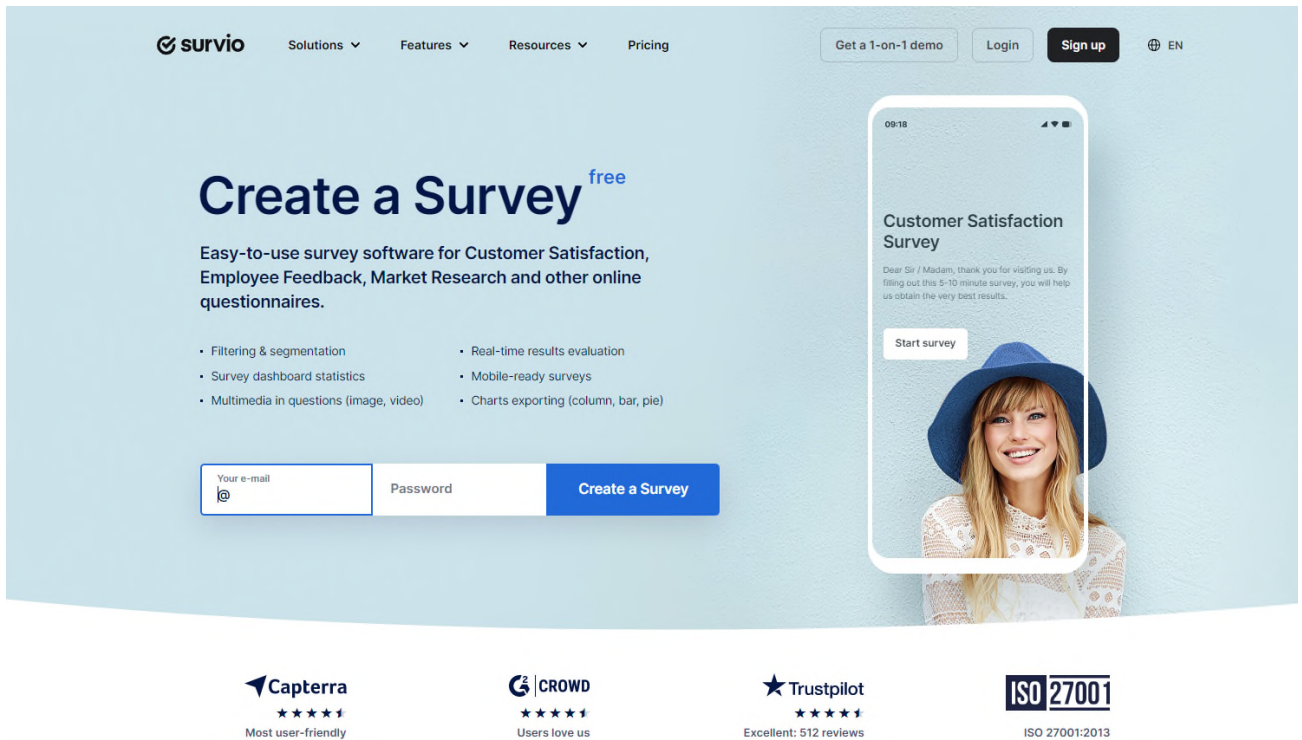 survio
Solutions
Features
Resources
Pricing
Get a 1-on-1 demo
Login
Sign up
EN
Create a Survey free
Easy-to-use survey software for Customer Satisfaction,
Employee Feedback, Market Research and other online
questionnaires.
Filtering & segmentation
Survey dashboard statistics
Multimedia in questions (image, video)
Real-time results evaluation
Mobile-ready surveys
Charts exporting (column, bar, pie)
Your e-mail
@
Password
Create a Survey
09:18
Customer Satisfaction
Survey
Dear Sir / Madam, thank you for visiting us. By
filling out this 5-10 minute survey, you will help
us obtain the very best results.
Start survey
Capterra
Most user-friendly
G2 CROWD
Users love us
Trustpilot
Excellent: 512 reviews
ISO 27001
ISO 27001:2013